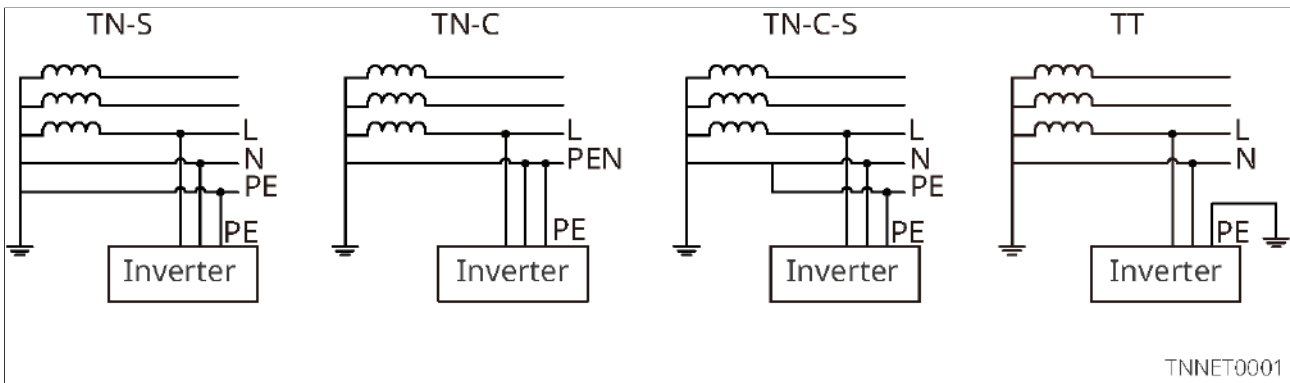 TN-S TN-C TN-C-S TT
L L L L
N PEN N N
PE PE
PE PE PE PE
Inverter Inverter Inverter Inverter
TNNET0001